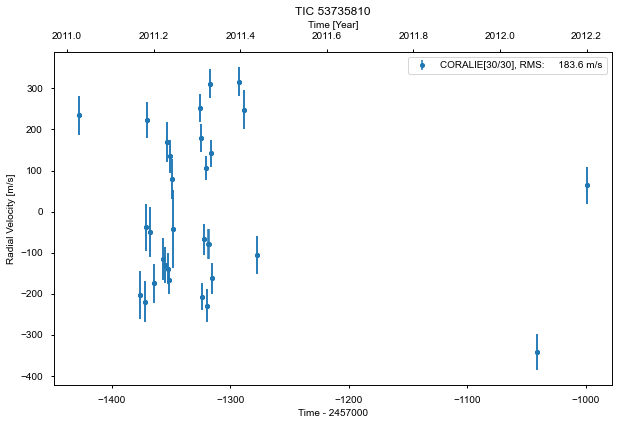 TIC 53735810
Time [Year]
2011.0 2011.2 2011.4 2011.6 2011.8 2012.0 2012.2
CORALIE[30/30], RMS: 183.6 m/s
Radial Velocity [m/s]
300
200
100
0
−100
−200
−300
−400
−1400 −1300 −1200 −1100 −1000
Time - 2457000